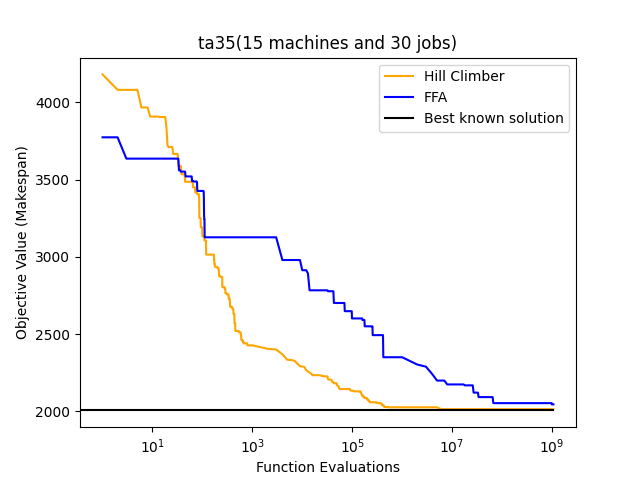 ta35(15 machines and 30 jobs)
Hill Climber
FFA
Best known solution
Objective Value (Makespan)
4000
3500
3000
2500
2000
10^1 10^3 10^5 10^7 10^9
Function Evaluations